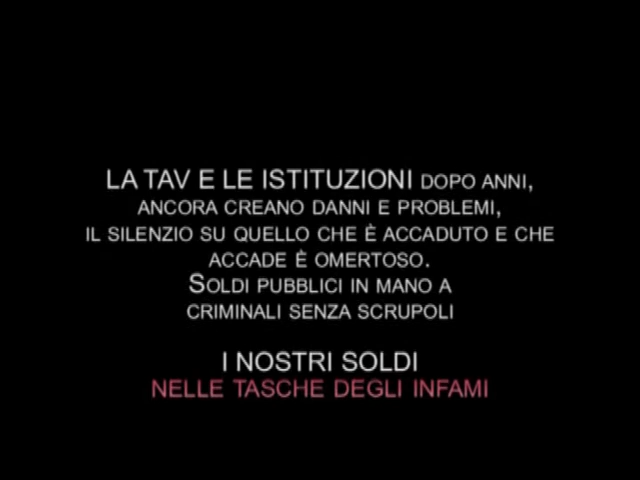 LA TAV E LE ISTITUZIONI DOPO ANNI,
ANCORA CREANO DANNI E PROBLEMI,
IL SILENZIO SU QUELLO CHE È ACCADUTO E CHE
ACCADE È OMERTOSO.
SOLDI PUBBLICI IN MANO A
CRIMINALI SENZA SCRUPOLI
I NOSTRI SOLDI
NELLE TASCHE DEGLI INFAMI